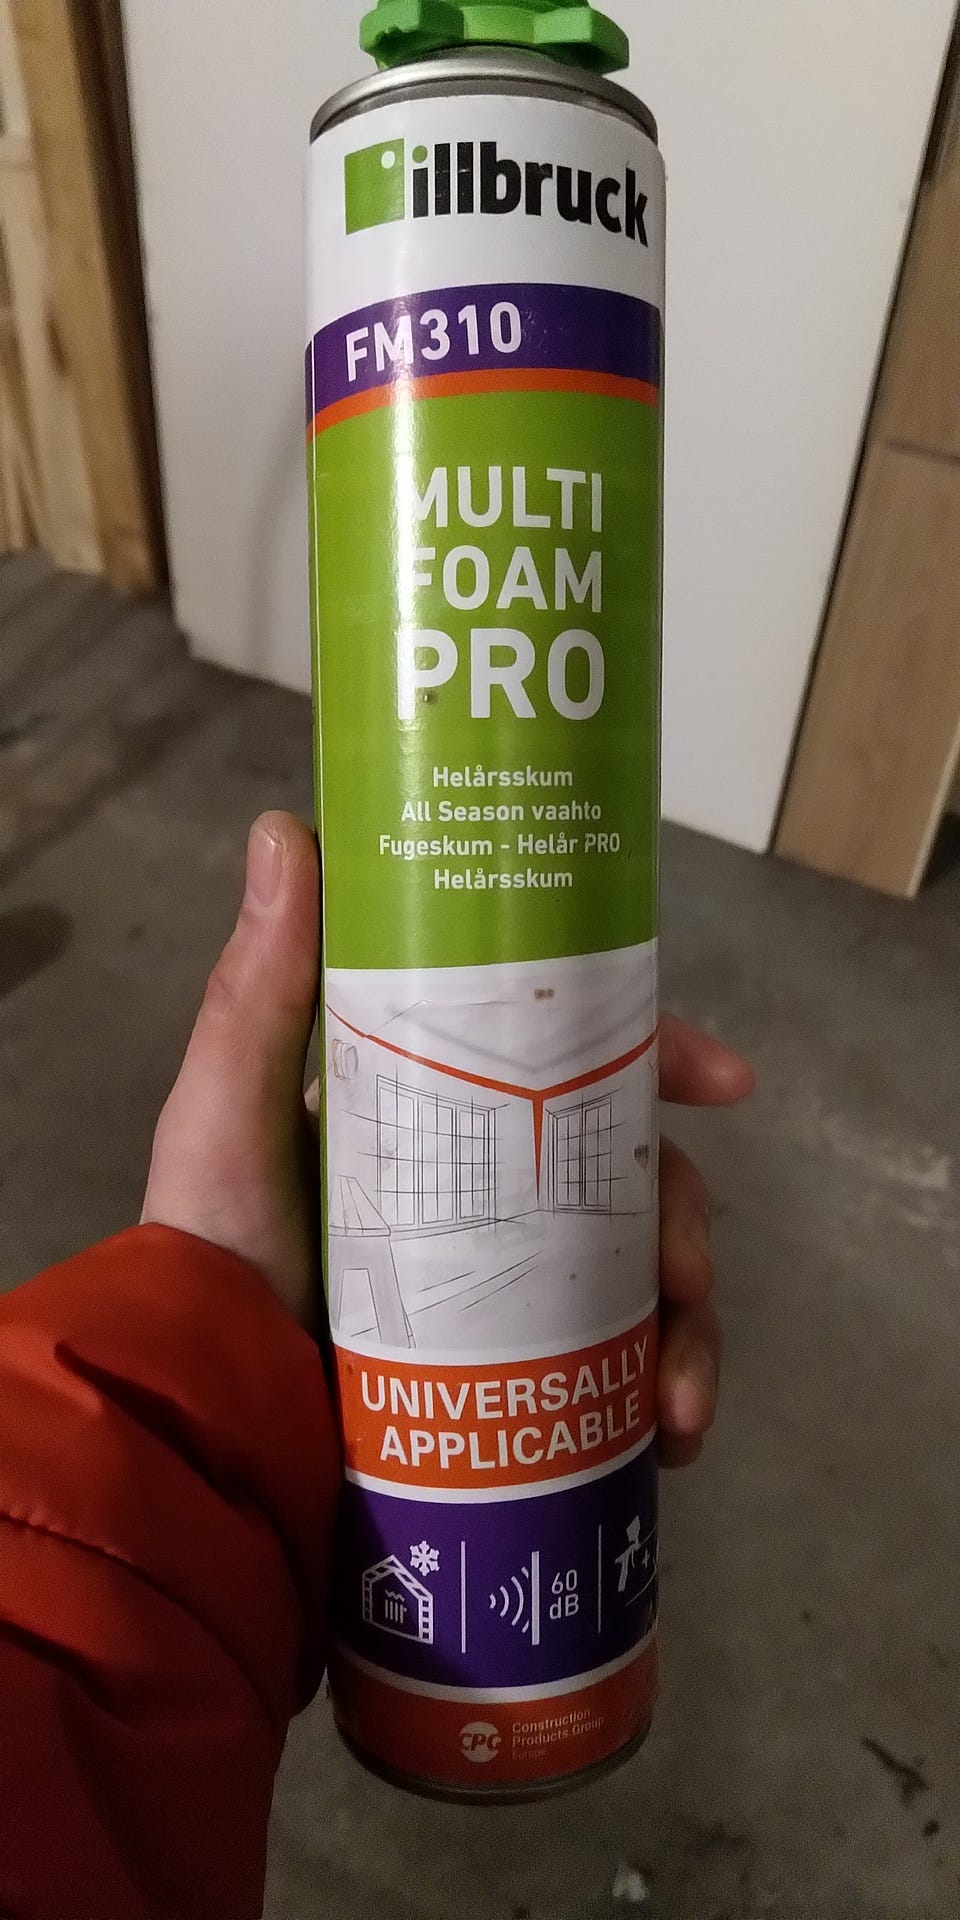 illbruck
FM310
MULTI
FOAM
PRO
Helårsskum
All Season vaahto
Fugeskum - Helår PRO
Helårsskum
UNIVERSALLY
APPLICABLE
60
dB
CPG
Construction
Products Group
Europe